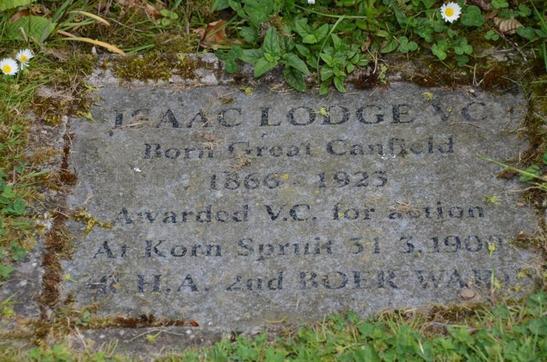 ISAAC LODGE VC
Born Great Canfield
1866 - 1923
Awarded V.C. for action
At Korn Spruit 31 3.1900
R H.A. 2nd BOER WAR